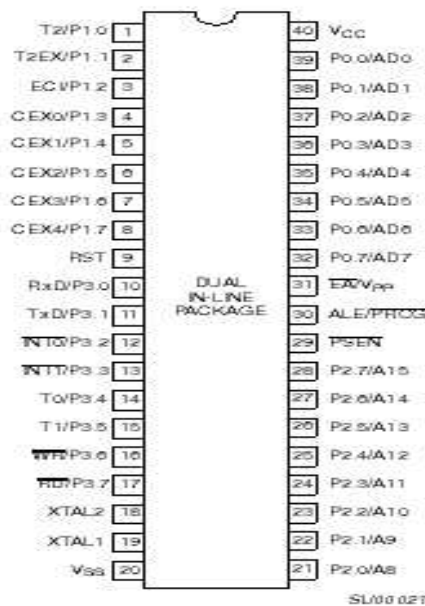 T2/P1.0 1
T2EX/P1.1 2
ECI/P1.2 3
CEX0/P1.3 4
CEX1/P1.4 5
CEX2/P1.5 6
CEX3/P1.6 7
CEX4/P1.7 8
RST 9
RxD/P3.0 10
TxD/P3.1 11
INT0/P3.2 12
INT1/P3.3 13
T0/P3.4 14
T1/P3.5 15
WR/P3.6 16
RD/P3.7 17
XTAL2 18
XTAL1 19
VSS 20
DUAL
IN-LINE
PACKAGE
40 VCC
39 P0.0/AD0
38 P0.1/AD1
37 P0.2/AD2
36 P0.3/AD3
35 P0.4/AD4
34 P0.5/AD5
33 P0.6/AD6
32 P0.7/AD7
31 EA/VPP
30 ALE/PROG
29 PSEN
28 P2.7/A15
27 P2.6/A14
26 P2.5/A13
25 P2.4/A12
24 P2.3/A11
23 P2.2/A10
22 P2.1/A9
21 P2.0/A8
SU00021